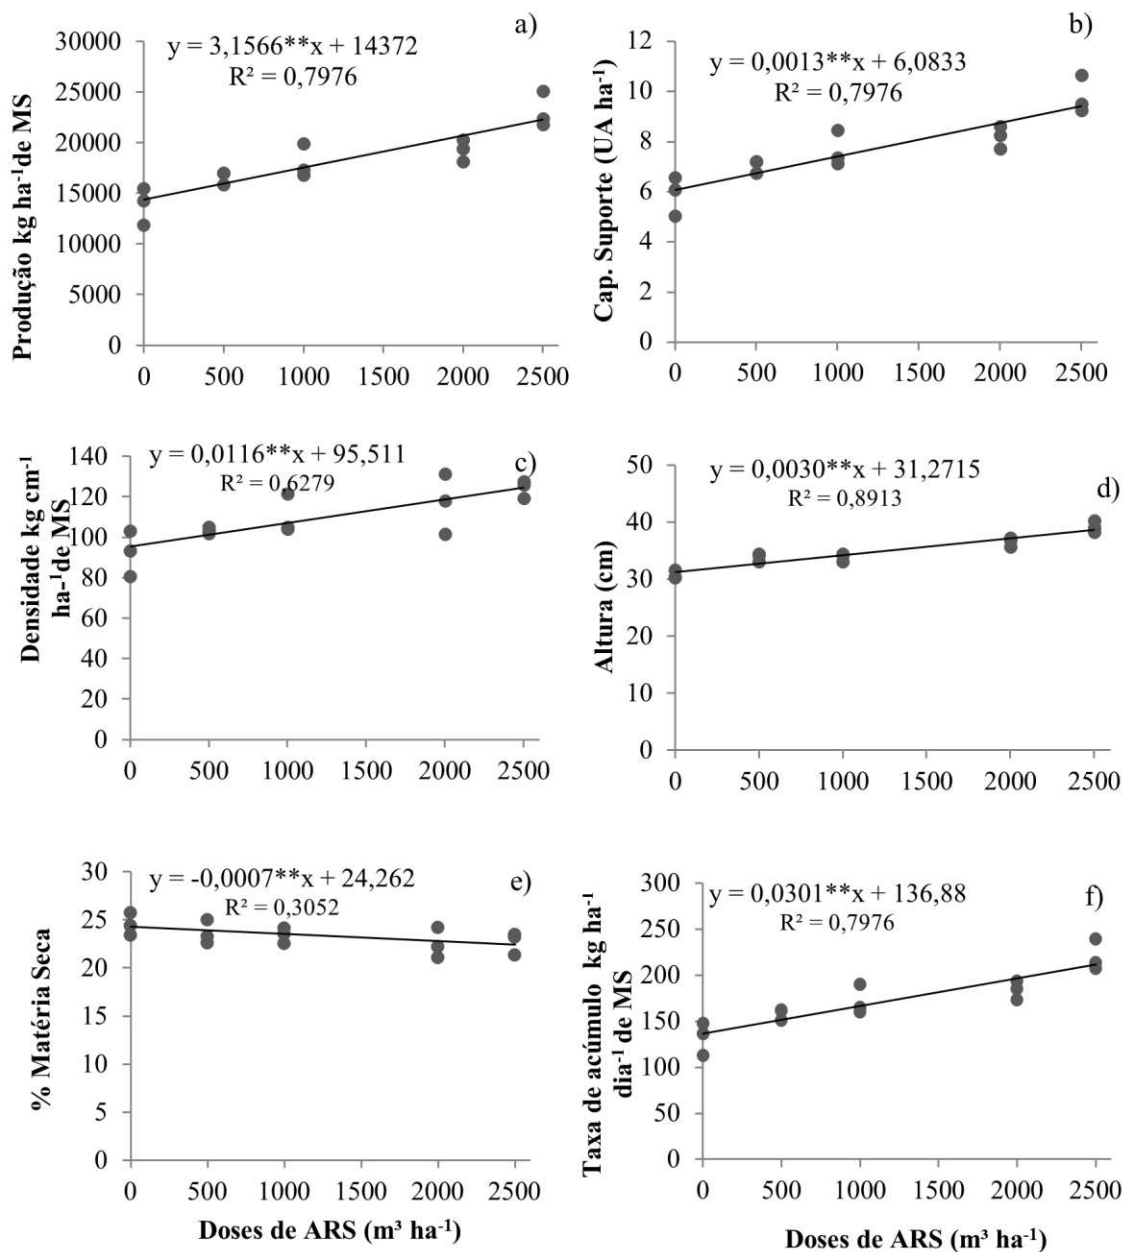 a)
y = 3,1566**x + 14372
R² = 0,7976
30000
25000
20000
15000
10000
5000
0
Produção kg ha⁻¹de MS
0 500 1000 1500 2000 2500
b)
y = 0,0013**x + 6,0833
R² = 0,7976
12
10
8
6
4
2
0
Cap. Suporte (UA ha⁻¹)
0 500 1000 1500 2000 2500
y = 0,0116**x + 95,511
c)
R² = 0,6279
140
120
100
80
60
40
20
0
Densidade kg cm⁻¹
ha-¹de MS
0 500 1000 1500 2000 2500
y = 0,0030**x + 31,2715
d)
R² = 0,8913
50
40
30
20
10
0
Altura (cm)
0 500 1000 1500 2000 2500
y = -0,0007**x + 24,262
e)
R² = 0,3052
30
25
20
15
10
5
0
% Matéria Seca
0 500 1000 1500 2000 2500
Doses de ARS (m³ ha⁻¹)
y = 0,0301**x + 136,88
f)
R² = 0,7976
300
250
200
150
100
50
0
Taxa de acúmulo kg ha⁻¹
dia⁻¹ de MS
0 500 1000 1500 2000 2500
Doses de ARS (m³ ha⁻¹)